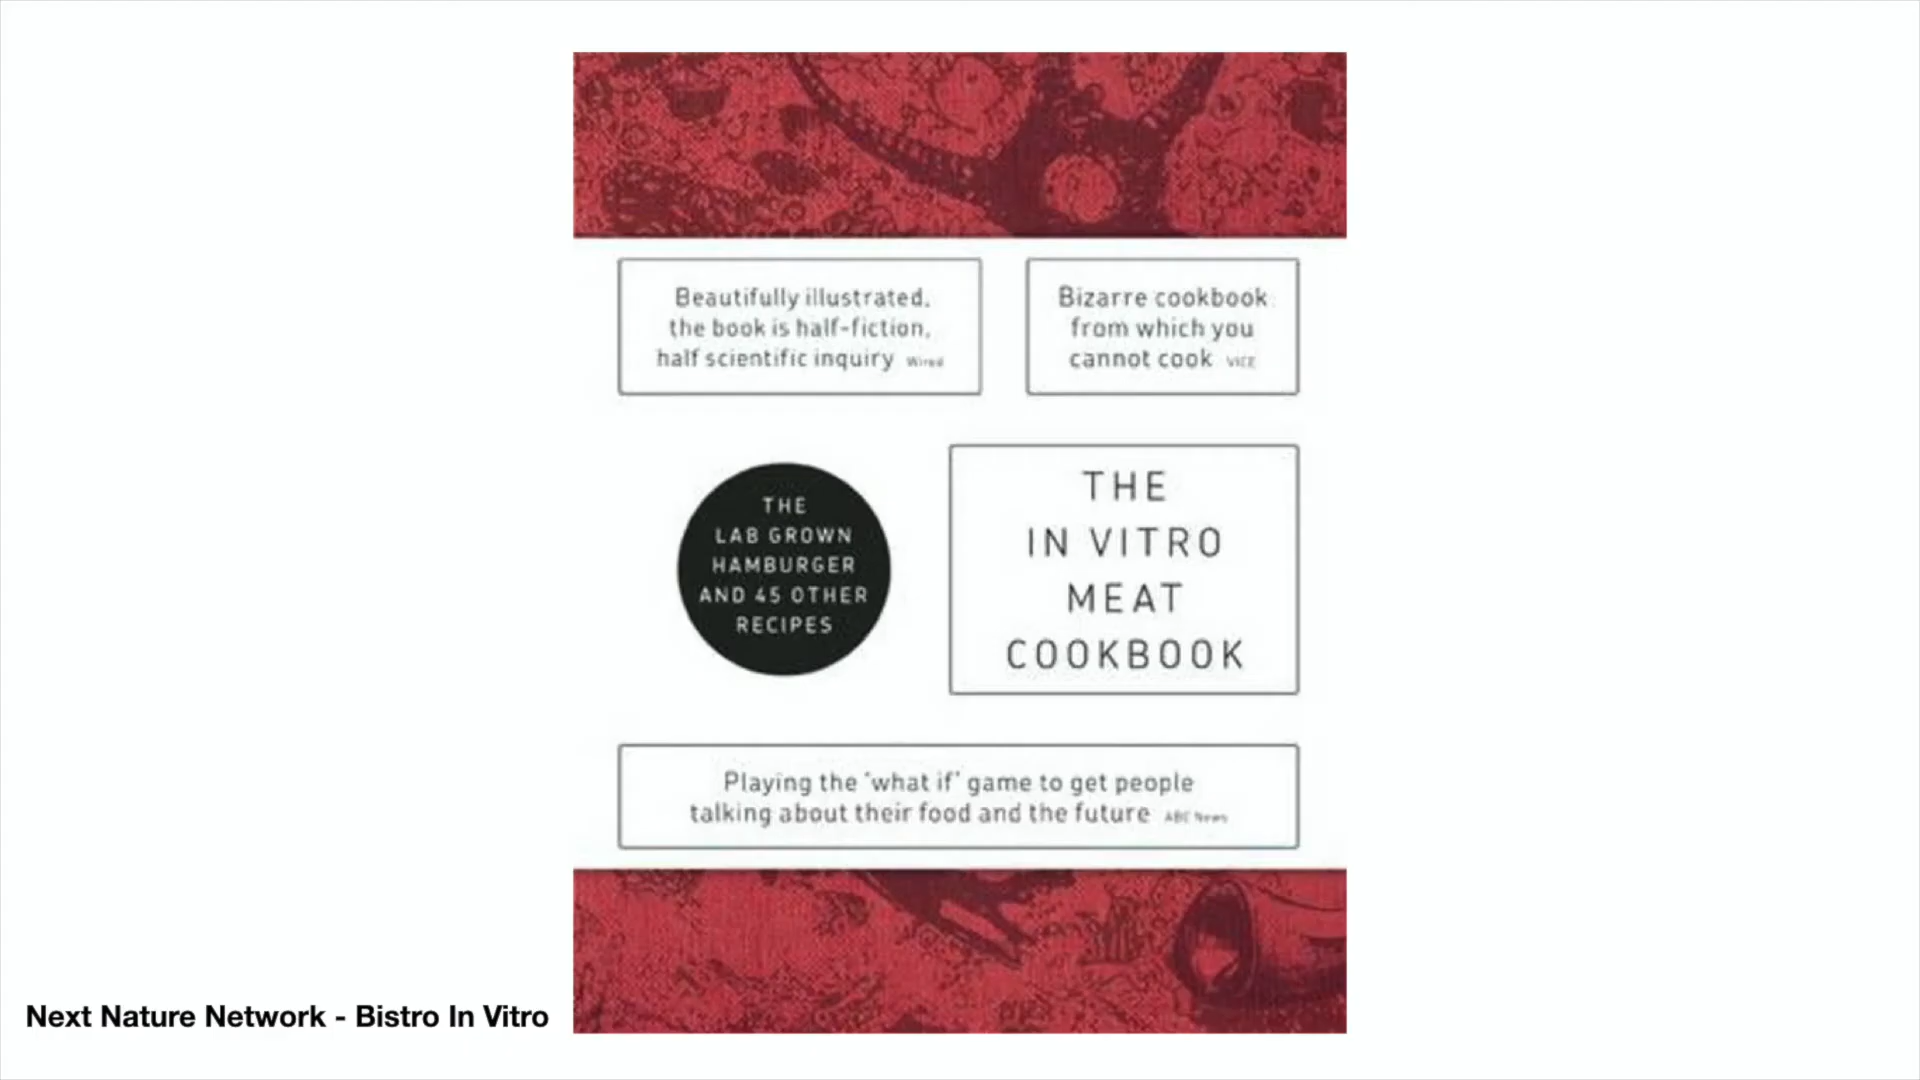 Beautifully illustrated,
the book is half-fiction,
half scientific inquiry Wired
Bizarre cookbook
from which you
cannot cook VICE
THE
LAB GROWN
HAMBURGER
AND 45 OTHER
RECIPES
THE
IN VITRO
MEAT
COOKBOOK
Playing the 'what if' game to get people
talking about their food and the future ABC News
Next Nature Network - Bistro In Vitro